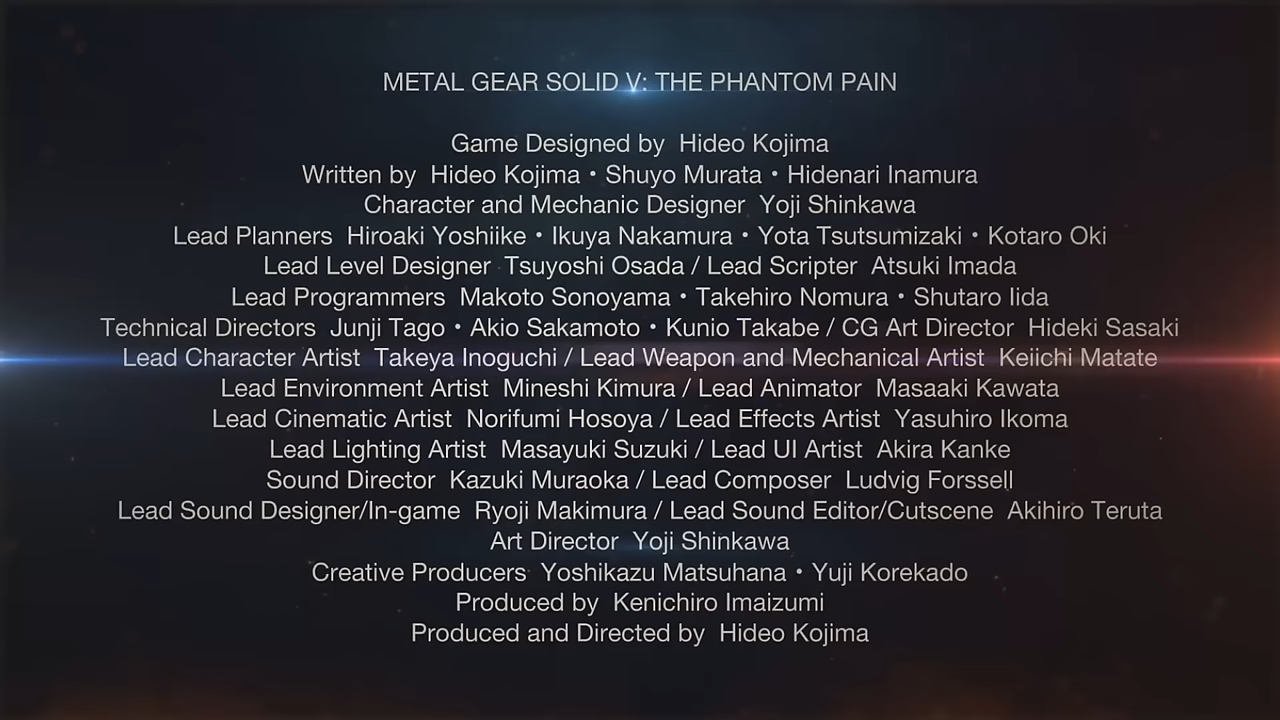 METAL GEAR SOLID V: THE PHANTOM PAIN
Game Designed by Hideo Kojima
Written by Hideo Kojima・Shuyo Murata・Hidenari Inamura
Character and Mechanic Designer Yoji Shinkawa
Lead Planners Hiroaki Yoshiike・Ikuya Nakamura・Yota Tsutsumizaki・Kotaro Oki
Lead Level Designer Tsuyoshi Osada / Lead Scripter Atsuki Imada
Lead Programmers Makoto Sonoyama・Takehiro Nomura・Shutaro Iida
Technical Directors Junji Tago・Akio Sakamoto・Kunio Takabe / CG Art Director Hideki Sasaki
Lead Character Artist Takeya Inoguchi / Lead Weapon and Mechanical Artist Keiichi Matate
Lead Environment Artist Mineshi Kimura / Lead Animator Masaaki Kawata
Lead Cinematic Artist Norifumi Hosoya / Lead Effects Artist Yasuhiro Ikoma
Lead Lighting Artist Masayuki Suzuki / Lead UI Artist Akira Kanke
Sound Director Kazuki Muraoka / Lead Composer Ludvig Forssell
Lead Sound Designer/In-game Ryoji Makimura / Lead Sound Editor/Cutscene Akihiro Teruta
Art Director Yoji Shinkawa
Creative Producers Yoshikazu Matsuhana・Yuji Korekado
Produced by Kenichiro Imaizumi
Produced and Directed by Hideo Kojima